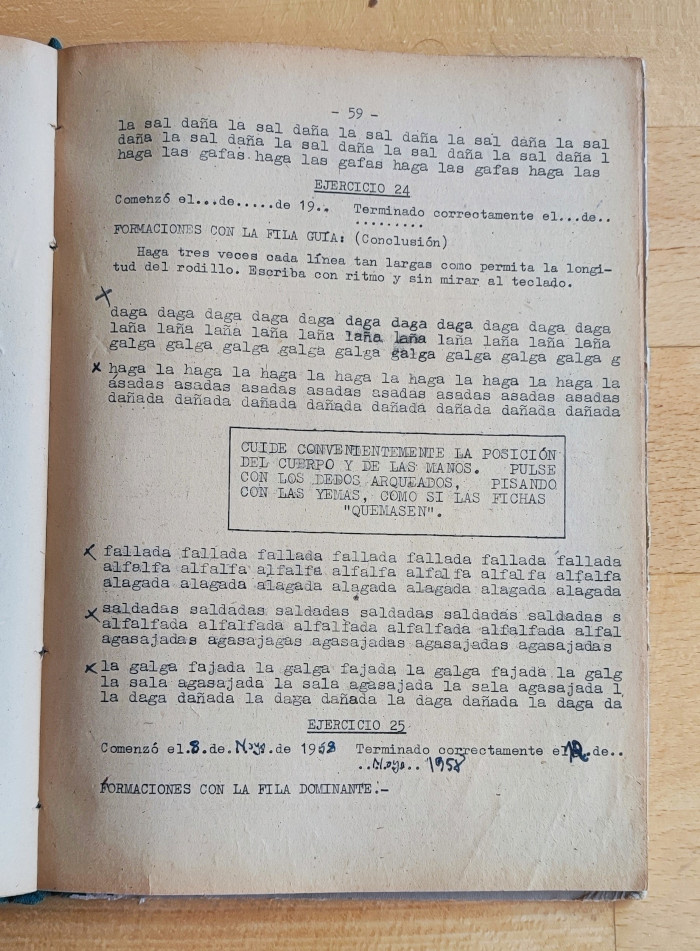 - 59 -
la sal daña la sal daña la sal daña la sal daña la sal
daña la sal daña la sal daña la sal daña la sal daña l
haga las gafas haga las gafas haga las gafas haga las
EJERCICIO 24
Comenzó el...de.....de 19.. Terminado correctamente el...de..
.........
FORMACIONES CON LA FILA GUIA: (Conclusión)
Haga tres veces cada línea tan largas como permita la longi-
tud del rodillo. Escriba con ritmo y sin mirar al teclado.
daga daga daga daga daga daga daga daga daga daga daga
laña laña laña laña laña laña laña laña laña laña laña
galga galga galga galga galga galga galga galga galga g
haga la haga la haga la haga la haga la haga la haga la
asadas asadas asadas asadas asadas asadas asadas asadas
dañada dañada dañada dañada dañada dañada dañada dañada
CUIDE CONVENIENTEMENTE LA POSICIÓN
DEL CUERPO Y DE LAS MANOS. PULSE
CON LOS DEDOS ARQUEADOS, PISANDO
CON LAS YEMAS, COMO SI LAS FICHAS
"QUEMASEN".
fallada fallada fallada fallada fallada fallada fallada
alfalfa alfalfa alfalfa alfalfa alfalfa alfalfa alfalfa
alagada alagada alagada alagada alagada alagada alagada
saldadas saldadas saldadas saldadas saldadas saldadas s
alfalfada alfalfada alfalfada alfalfada alfalfada alfal
agasajadas agasajagas agasajadas agasajadas agasajadas
la galga fajada la galga fajada la galga fajada la galg
la sala agasajada la sala agasajada la sala agasajada l
la daga dañada la daga dañada la daga dañada la daga da
EJERCICIO 25
Comenzó el.8.de.Mayo.de 1958 Terminado correctamente el 12.de..
..Mayo.. 1958
FORMACIONES CON LA FILA DOMINANTE.-